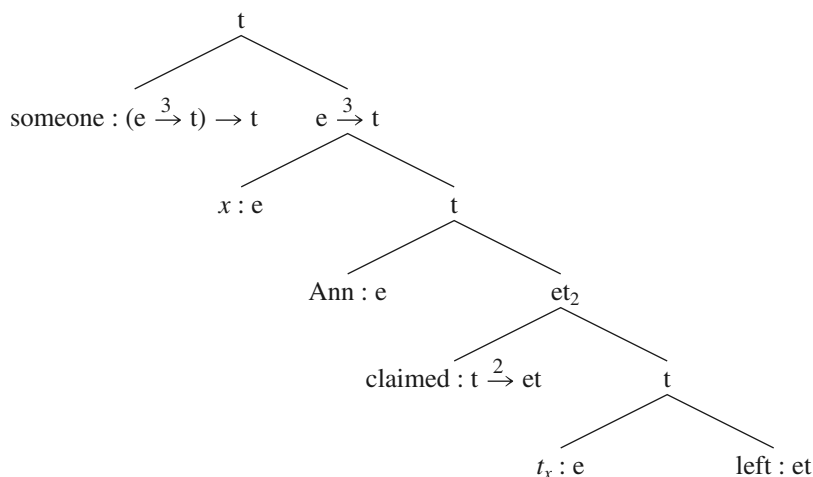 t
someone : (e 3→ t) → t e 3→ t
x : e t
Ann : e et₂
claimed : t 2→ et t
tₓ : e left : et